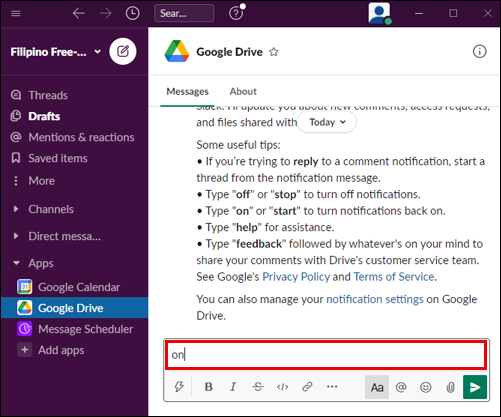 Sear...
Filipino Free-...
Google Drive
Threads
Drafts
Mentions & reactions
Saved items
More
Channels
Direct messa...
Apps
Google Calendar
Google Drive
Message Scheduler
Add apps
Messages
About
Slack. I'll update you about new comments, access requests,
and files shared with
Today
Some useful tips:
• If you're trying to reply to a comment notification, start a
thread from the notification message.
• Type "off" or "stop" to turn off notifications.
• Type "on" or "start" to turn notifications back on.
• Type "help" for assistance.
• Type "feedback" followed by whatever's on your mind to
share your comments with Drive's customer service team.
See Google's Privacy Policy and Terms of Service.
You can also manage your notification settings on Google
Drive.
on
B I S Aa @